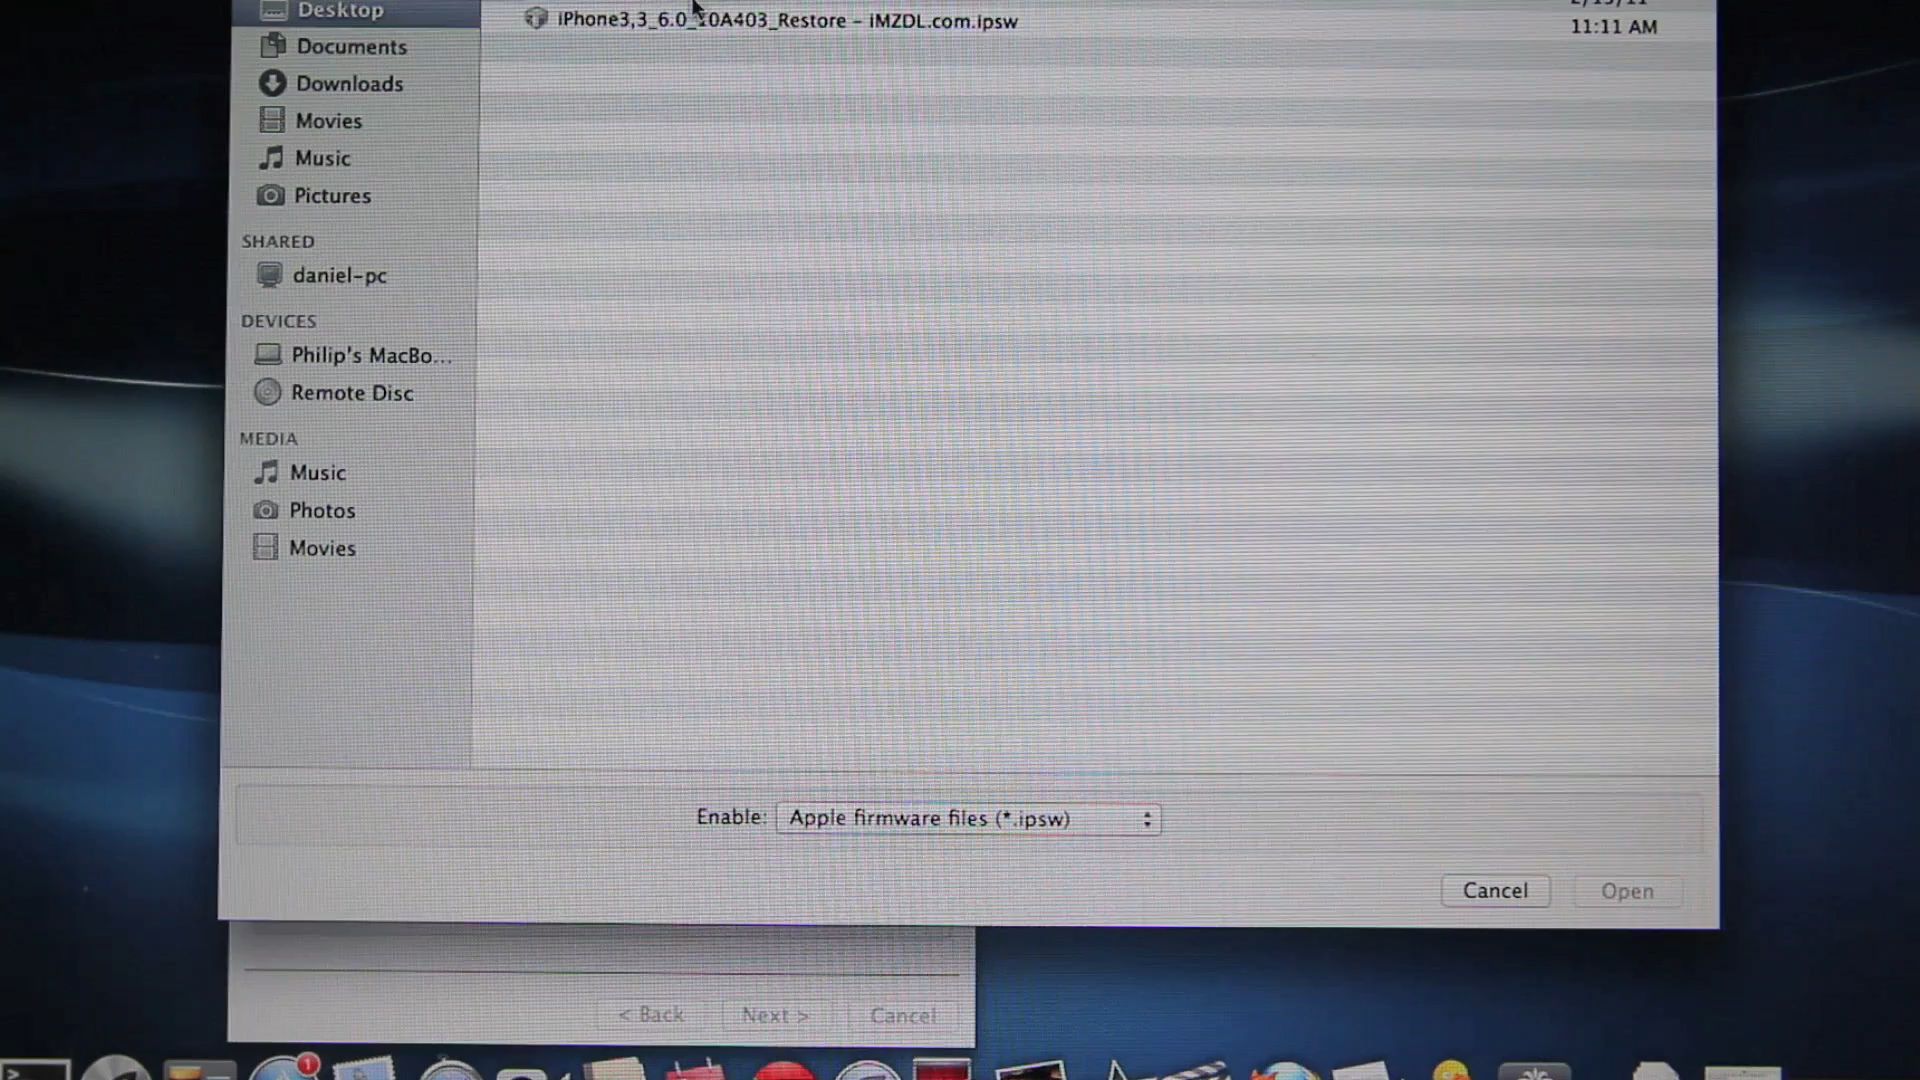 Desktop
iPhone3,3_6.0_10A403_Restore – iMZDL.com.ipsw
11:11 AM
Documents
Downloads
Movies
Music
Pictures
SHARED
daniel-pc
DEVICES
Philip's MacBo...
Remote Disc
MEDIA
Music
Photos
Movies
Enable: Apple firmware files (*.ipsw)
Cancel Open
< Back Next > Cancel
1